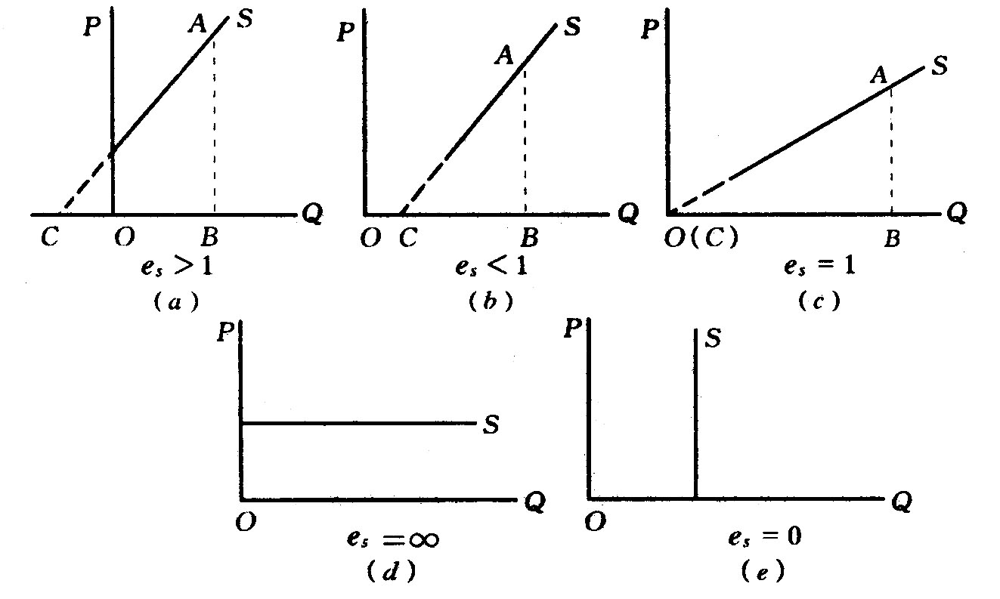 P A S P A S P A S
C O B Q O C B Q O(C) B Q
e_s > 1 e_s < 1 e_s = 1
(a) (b) (c)
P S P S
O Q O Q
e_s = ∞ e_s = 0
(d) (e)